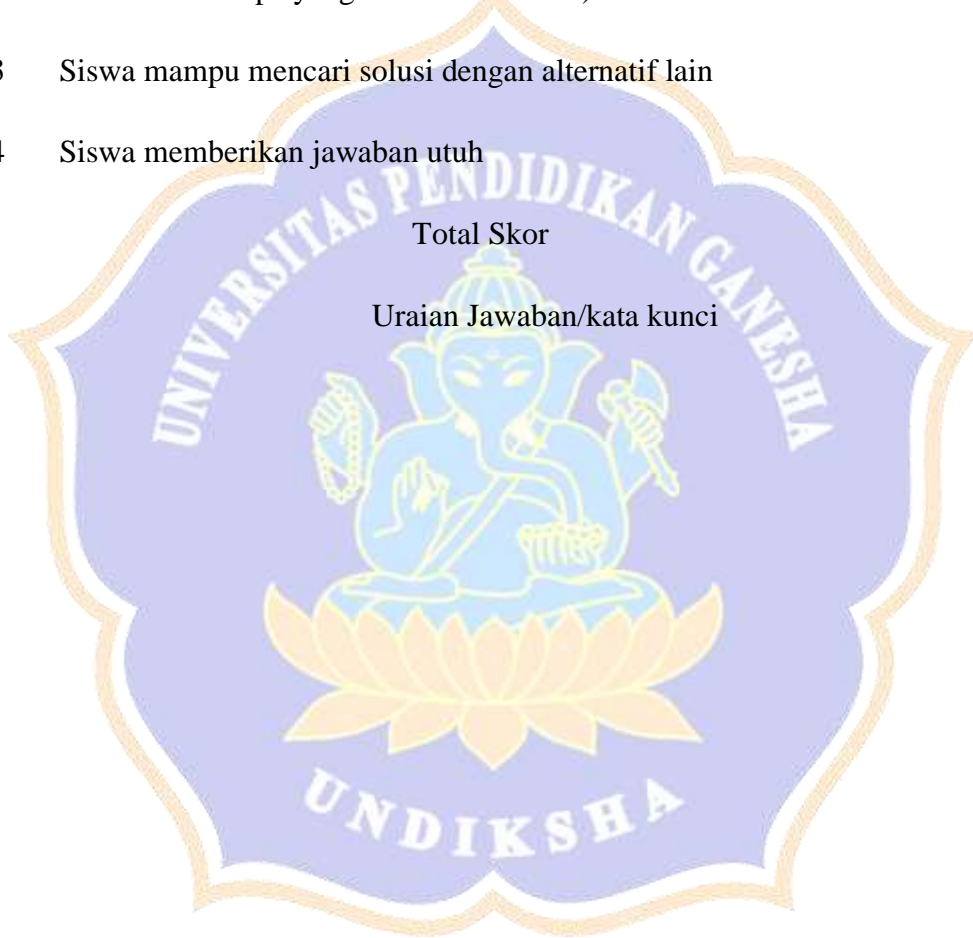 3 Siswa mampu mencari solusi dengan alternatif lain
4 Siswa memberikan jawaban utuh
Total Skor
Uraian Jawaban/kata kunci
UNIVERSITAS PENDIDIKAN GANESHA
UNDIKSHA